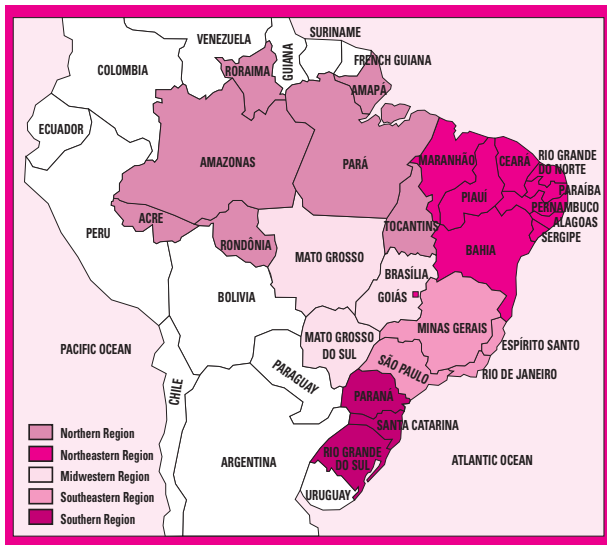 SURINAME
VENEZUELA
GUIANA
FRENCH GUIANA
COLOMBIA
RORAIMA
AMAPÁ
ECUADOR
AMAZONAS
PARÁ
MARANHÃO
CEARÁ
RIO GRANDE
DO NORTE
PARAÍBA
PIAUÍ
PERNAMBUCO
ALAGOAS
SERGIPE
ACRE
PERU
RONDÔNIA
TOCANTINS
BAHIA
MATO GROSSO
BRASÍLIA
GOIÁS
BOLIVIA
MINAS GERAIS
MATO GROSSO
DO SUL
ESPÍRITO SANTO
PACIFIC OCEAN
SÃO PAULO
RIO DE JANEIRO
PARAGUAY
CHILE
PARANÁ
SANTA CATARINA
RIO GRANDE
DO SUL
ARGENTINA
ATLANTIC OCEAN
URUGUAY
Northern Region
Northeastern Region
Midwestern Region
Southeastern Region
Southern Region